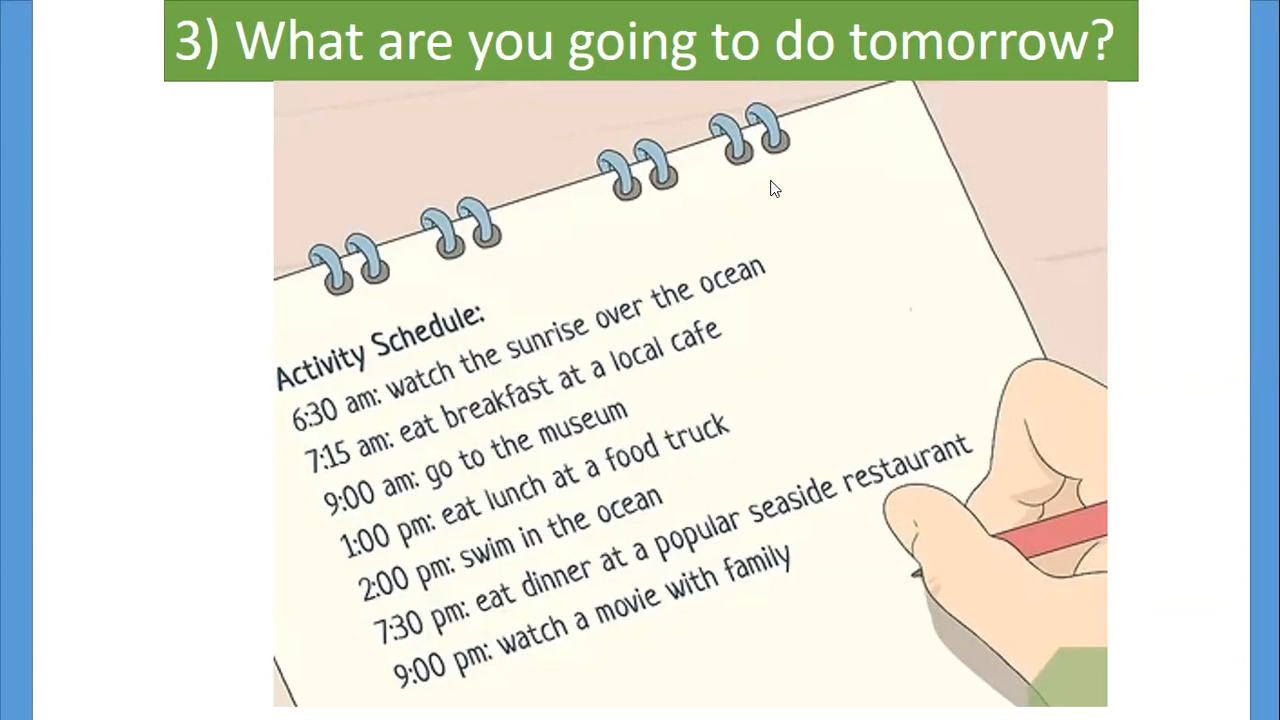 3) What are you going to do tomorrow?
Activity Schedule:
6:30 am: watch the sunrise over the ocean
7:15 am: eat breakfast at a local cafe
9:00 am: go to the museum
1:00 pm: eat lunch at a food truck
2:00 pm: swim in the ocean
7:30 pm: eat dinner at a popular seaside restaurant
9:00 pm: watch a movie with family